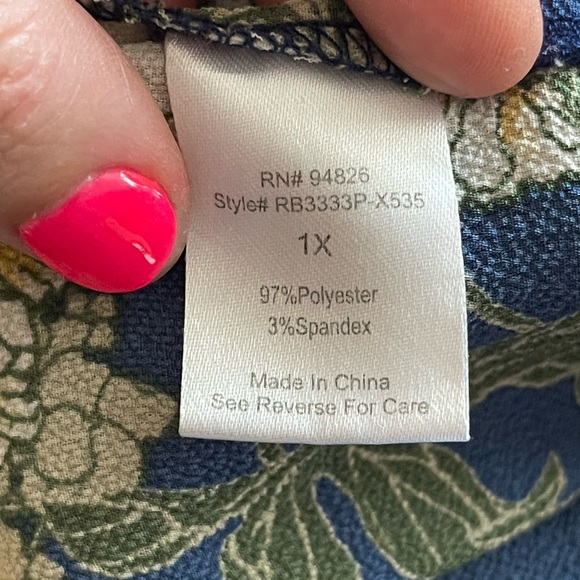 RN# 94826
Style# RB3333P-X535
1X
97%Polyester
3%Spandex
Made In China
See Reverse For Care